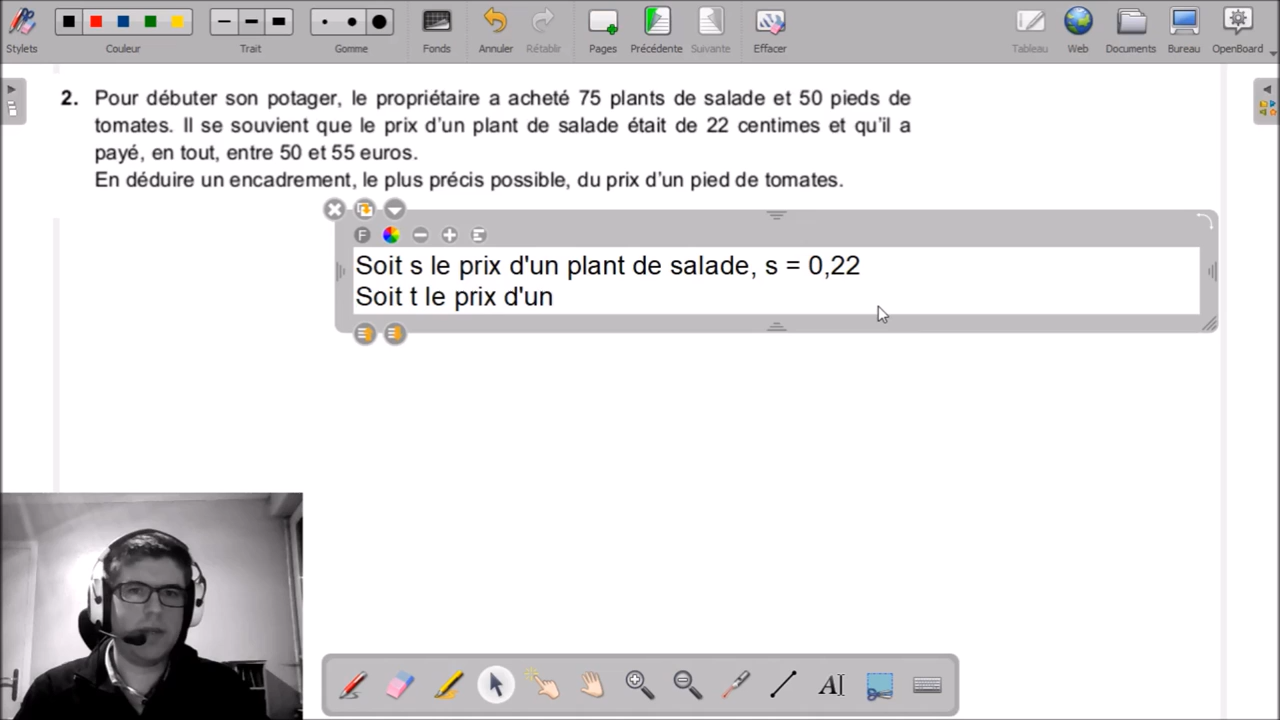 Stylets
Couleur
Trait
Gomme
Fonds
Annuler
Rétablir
Pages
Précédente
Suivante
Effacer
Tableau
Web
Documents
Bureau
OpenBoard
2. Pour débuter son potager, le propriétaire a acheté 75 plants de salade et 50 pieds de
tomates. Il se souvient que le prix d'un plant de salade était de 22 centimes et qu'il a
payé, en tout, entre 50 et 55 euros.
En déduire un encadrement, le plus précis possible, du prix d'un pied de tomates.
F
Soit s le prix d'un plant de salade, s = 0,22
Soit t le prix d'un
AI